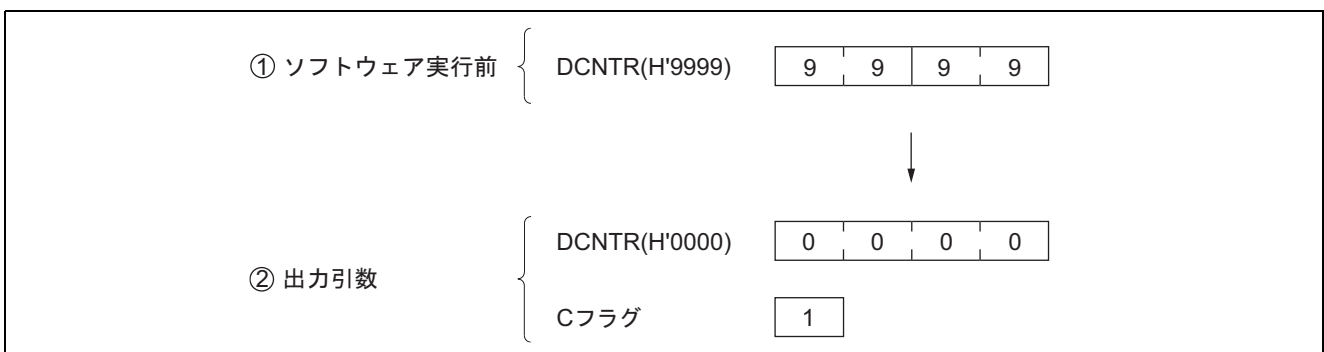 ① ソフトウェア実行前 DCNTR(H'9999) 9 9 9 9
DCNTR(H'0000) 0 0 0 0
② 出力引数
Cフラグ 1